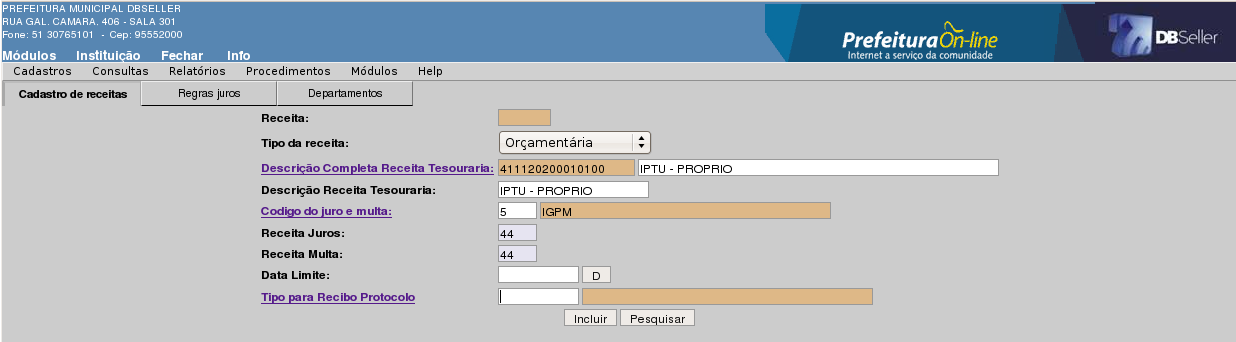 PREFEITURA MUNICIPAL DBSELLER
RUA GAL. CAMARA, 406 - SALA 301
Fone: 51 30765101 - Cep: 95552000
Prefeitura On-line
Internet a serviço da comunidade
DBSeller
Módulos Instituição Fechar Info
Cadastros Consultas Relatórios Procedimentos Módulos Help
Cadastro de receitas Regras juros Departamentos
Receita:
Tipo da receita: Orçamentária
Descrição Completa Receita Tesouraria: 411120200010100 IPTU - PROPRIO
Descrição Receita Tesouraria: IPTU - PROPRIO
Codigo do juro e multa: 5 IGPM
Receita Juros: 44
Receita Multa: 44
Data Limite: D
Tipo para Recibo Protocolo
Incluir Pesquisar